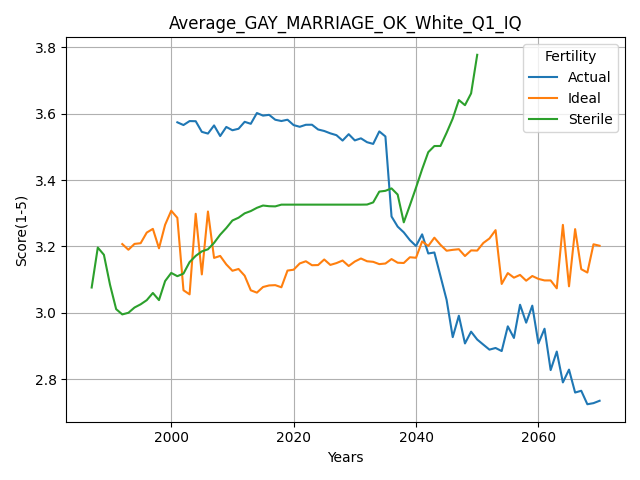 Average_GAY_MARRIAGE_OK_White_Q1_IQ
Score(1-5)
3.8
3.6
3.4
3.2
3.0
2.8
Fertility
Actual
Ideal
Sterile
2000
2020
2040
2060
Years